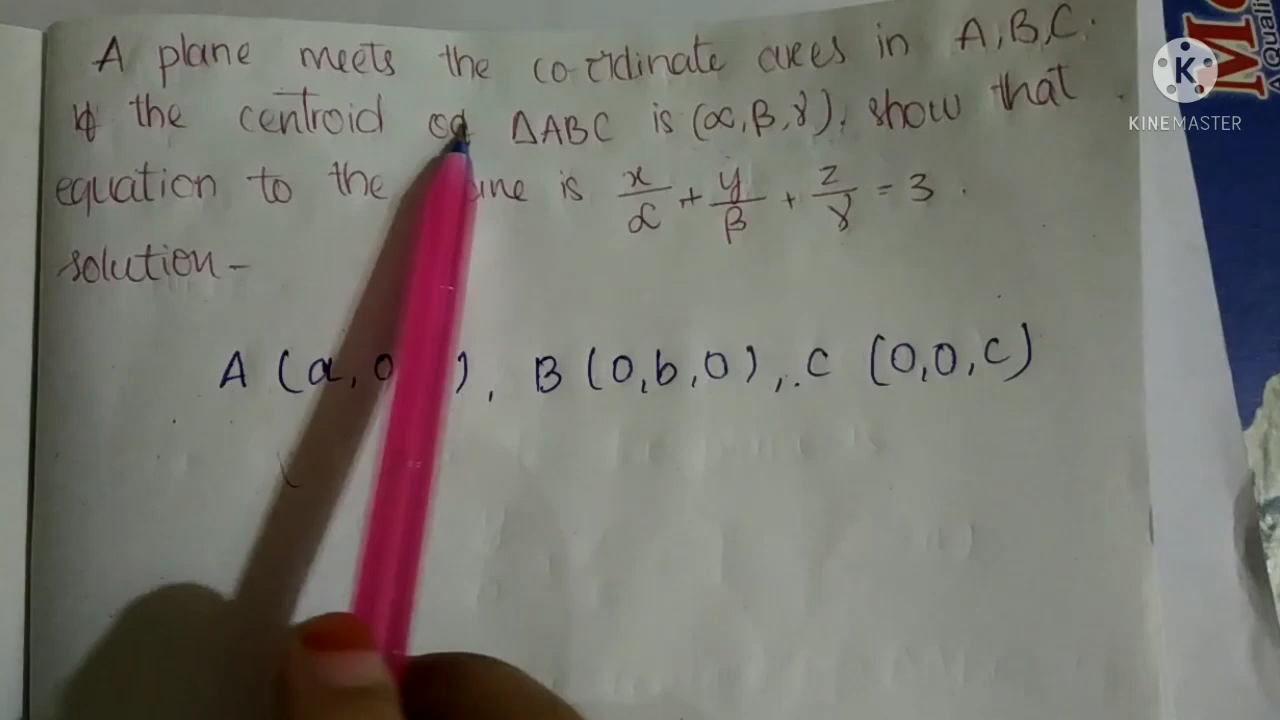 A plane meets the co-ordinate axes in A,B,C.
If the centroid of ΔABC is (α,β,γ), show that
equation to the is x/α + y/β + z/γ = 3 .
solution-
A (a, 0 ), B (0,b,0), C (0,0,c)
K
KINEMASTER
A Quali